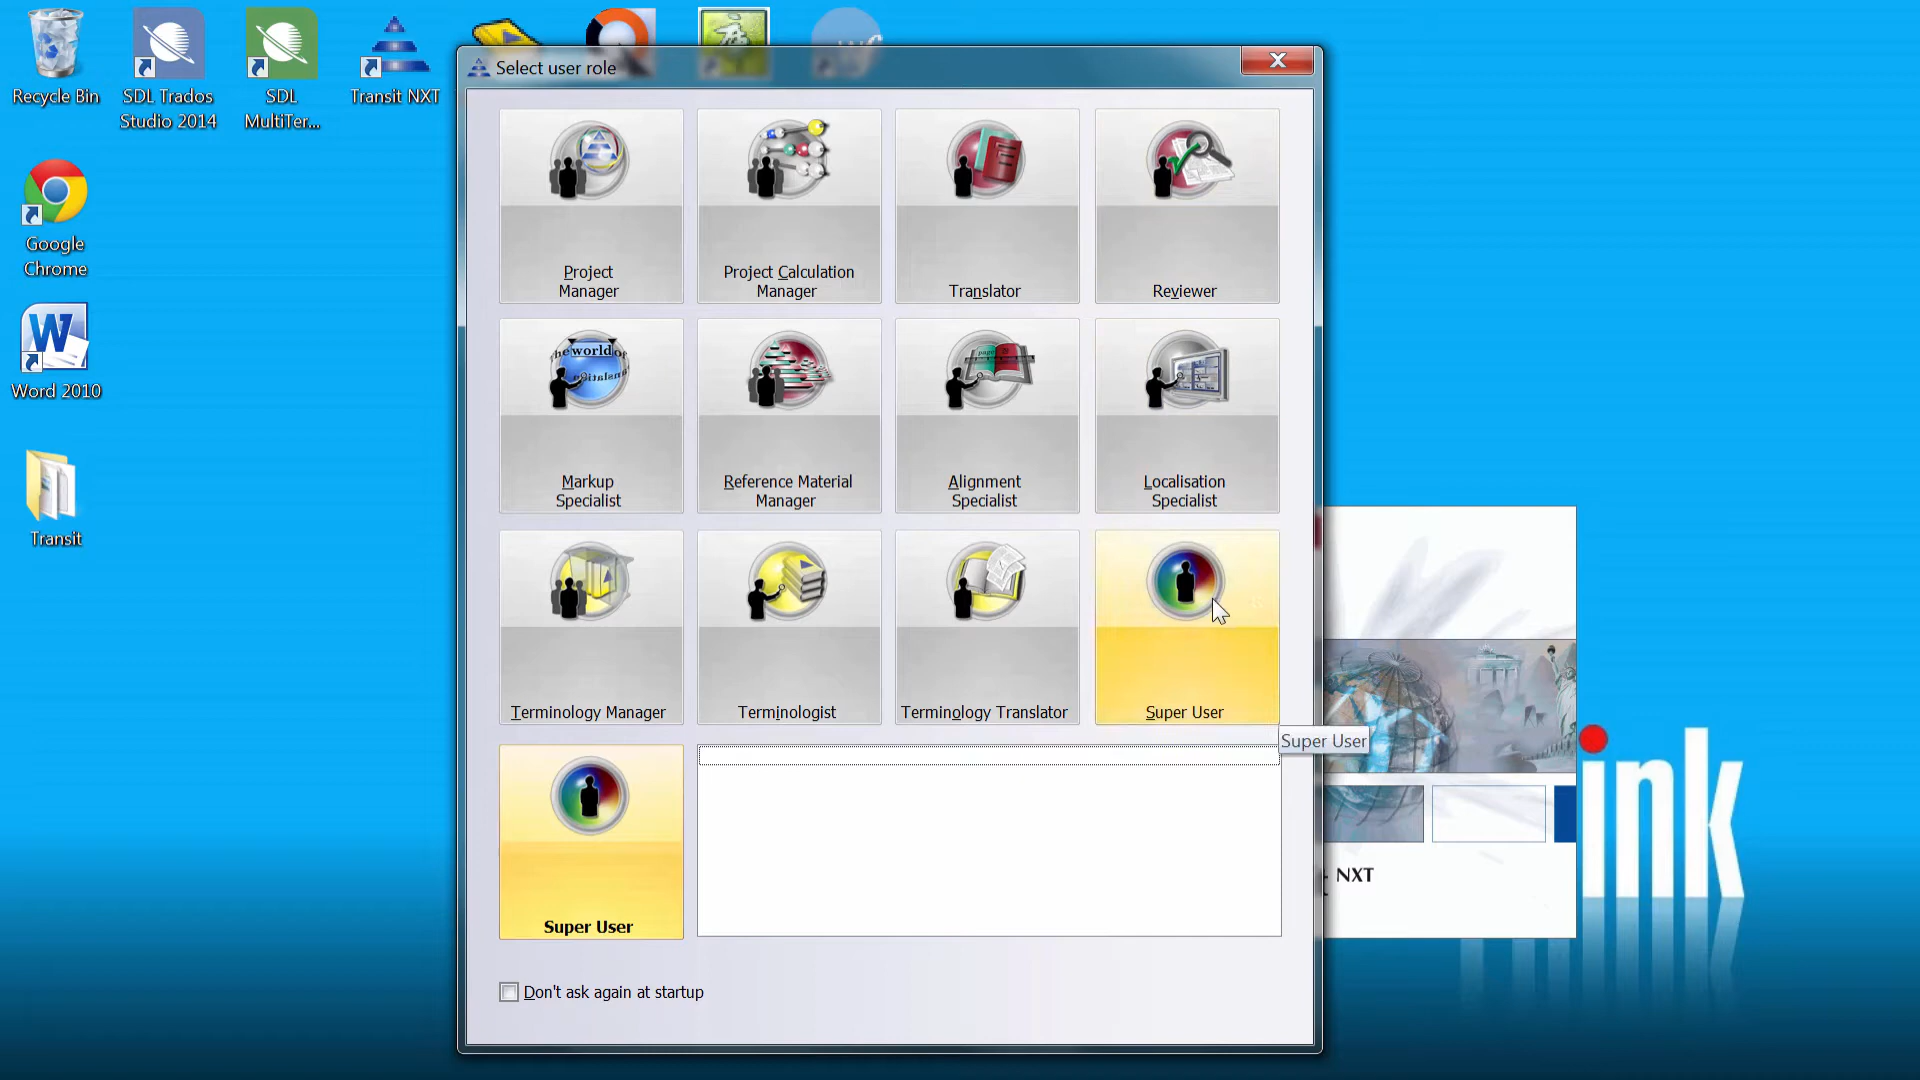 Recycle Bin
SDL Trados
Studio 2014
SDL
MultiTer...
Transit NXT
Google
Chrome
Word 2010
Transit
Select user role
Project
Manager
Project Calculation
Manager
Translator
Reviewer
Markup
Specialist
Reference Material
Manager
Alignment
Specialist
Localisation
Specialist
Terminology Manager
Terminologist
Terminology Translator
Super User
Super User
Super User
Don't ask again at startup
NXT
ink